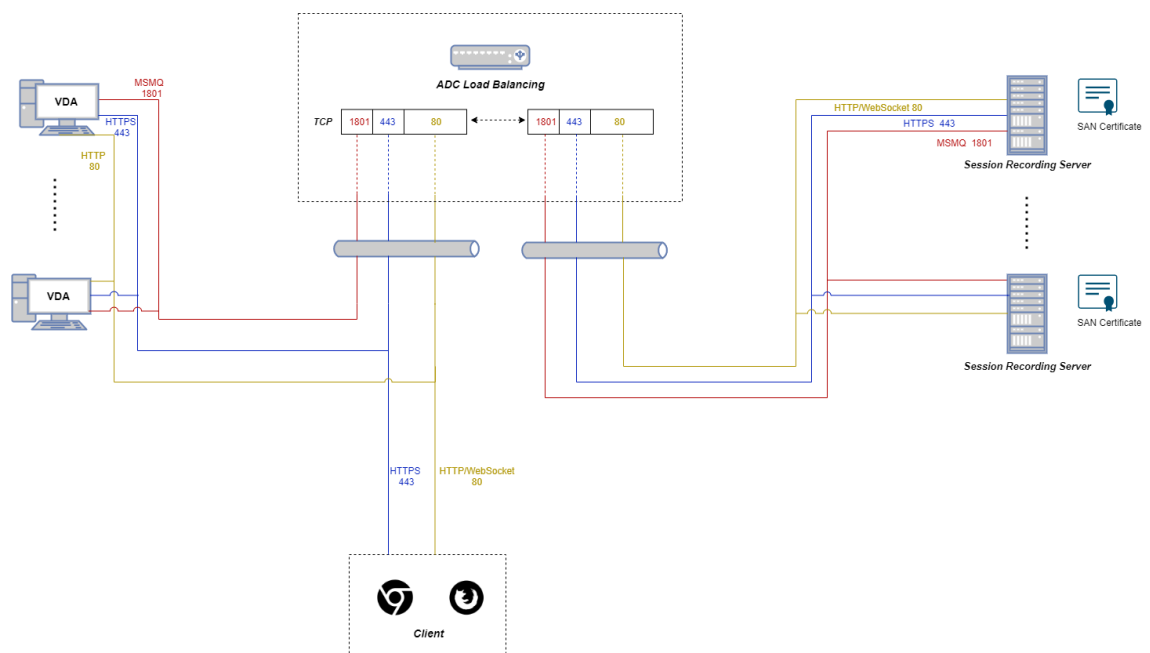 ADC Load Balancing
TCP
1801
443
80
1801
443
80
VDA
MSMQ
1801
HTTPS
443
HTTP
80
VDA
HTTP/WebSocket 80
HTTPS 443
MSMQ 1801
Session Recording Server
SAN Certificate
Session Recording Server
SAN Certificate
HTTPS
443
HTTP/WebSocket
80
Client